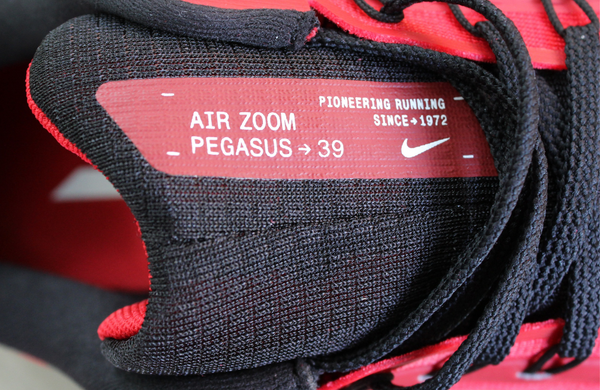 PIONEERING RUNNING
SINCE→1972
AIR ZOOM
PEGASUS→39